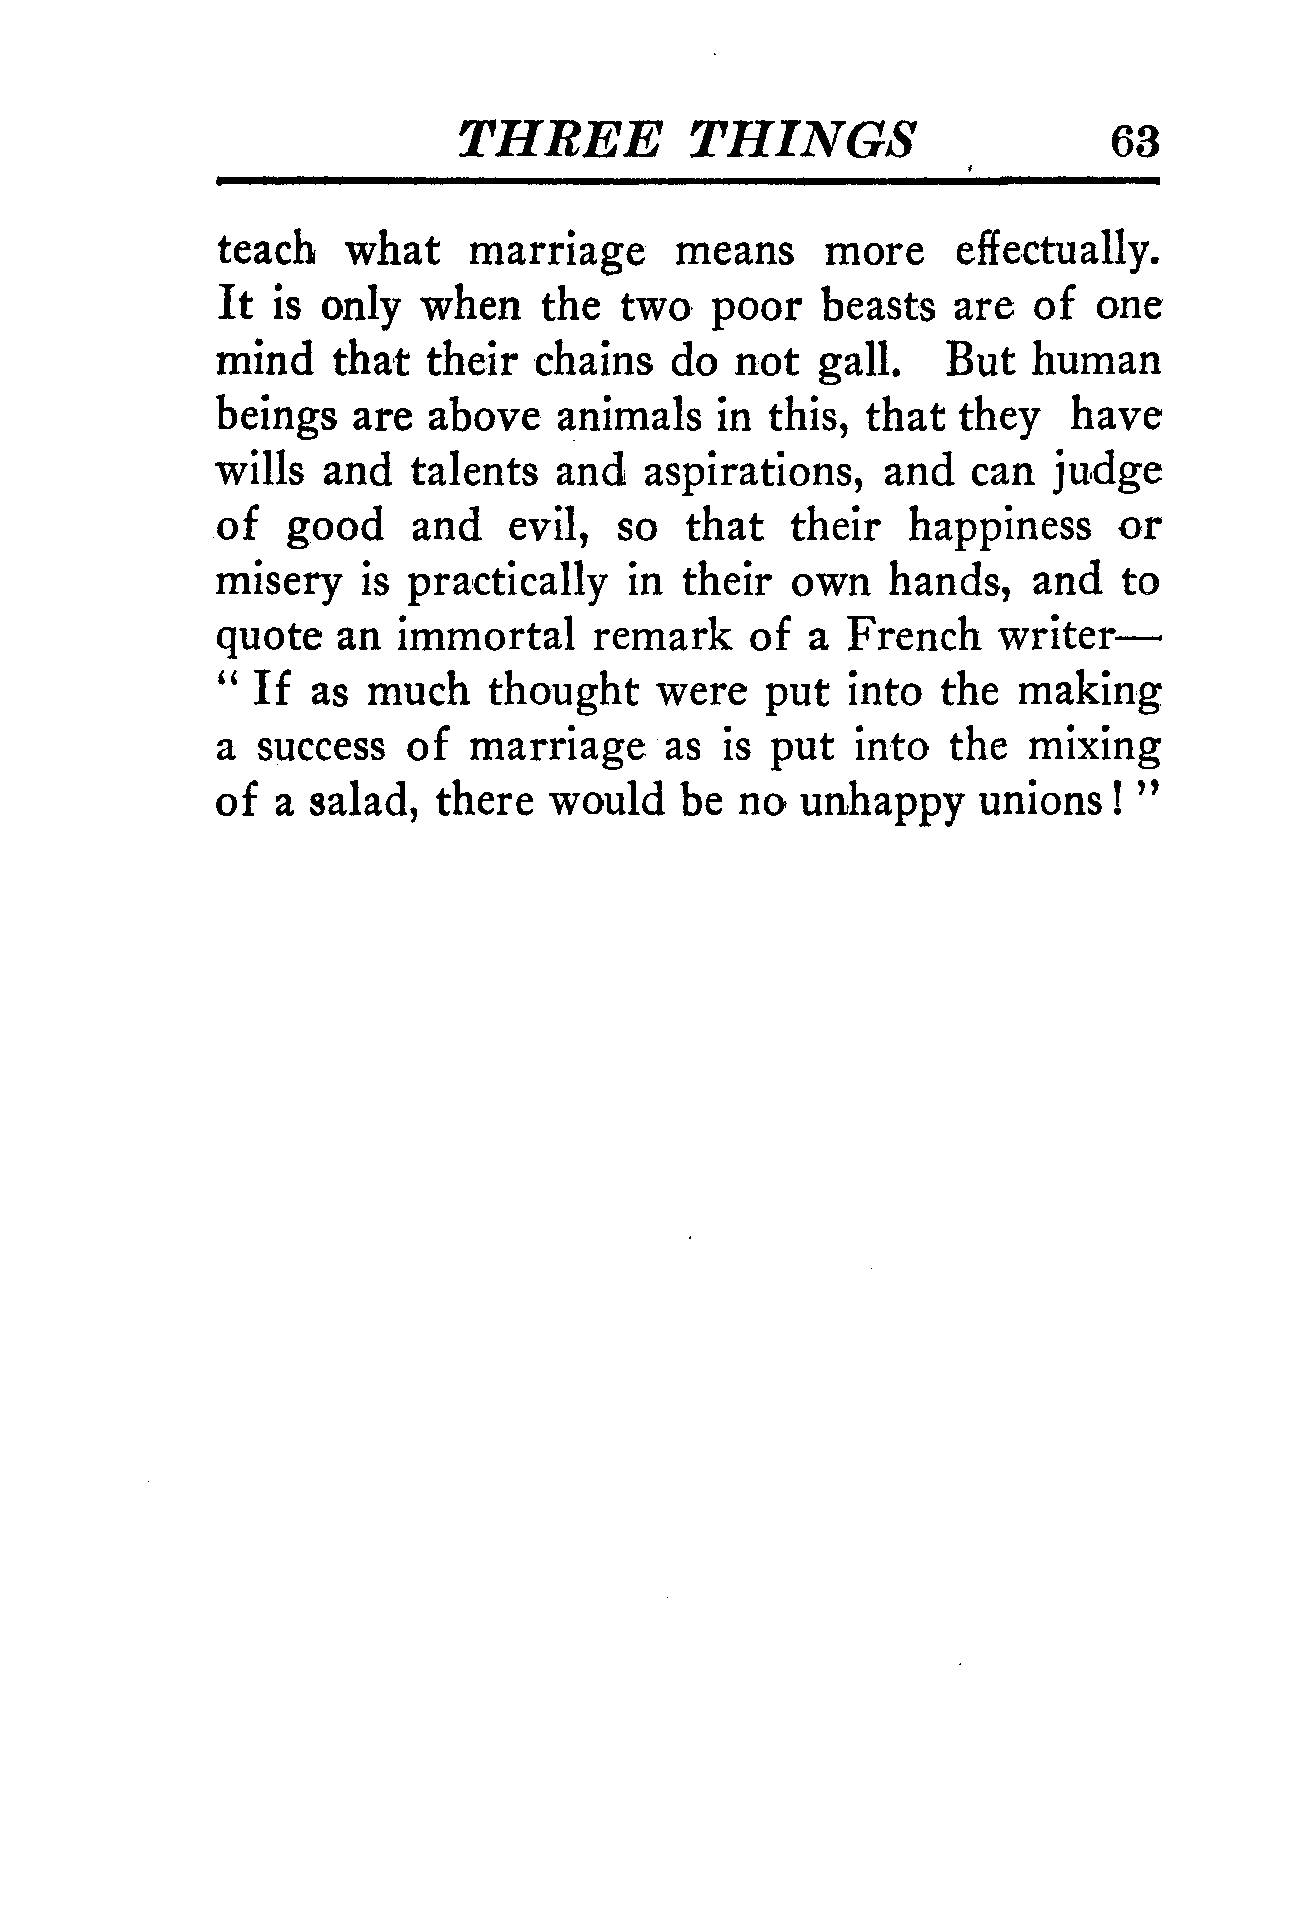 THREE THINGS 63
teach what marriage means more effectually.
It is only when the two poor beasts are of one
mind that their chains do not gall. But human
beings are above animals in this, that they have
wills and talents and aspirations, and can judge
of good and evil, so that their happiness or
misery is practically in their own hands, and to
quote an immortal remark of a French writer—
“ If as much thought were put into the making
a success of marriage as is put into the mixing
of a salad, there would be no unhappy unions ! ”